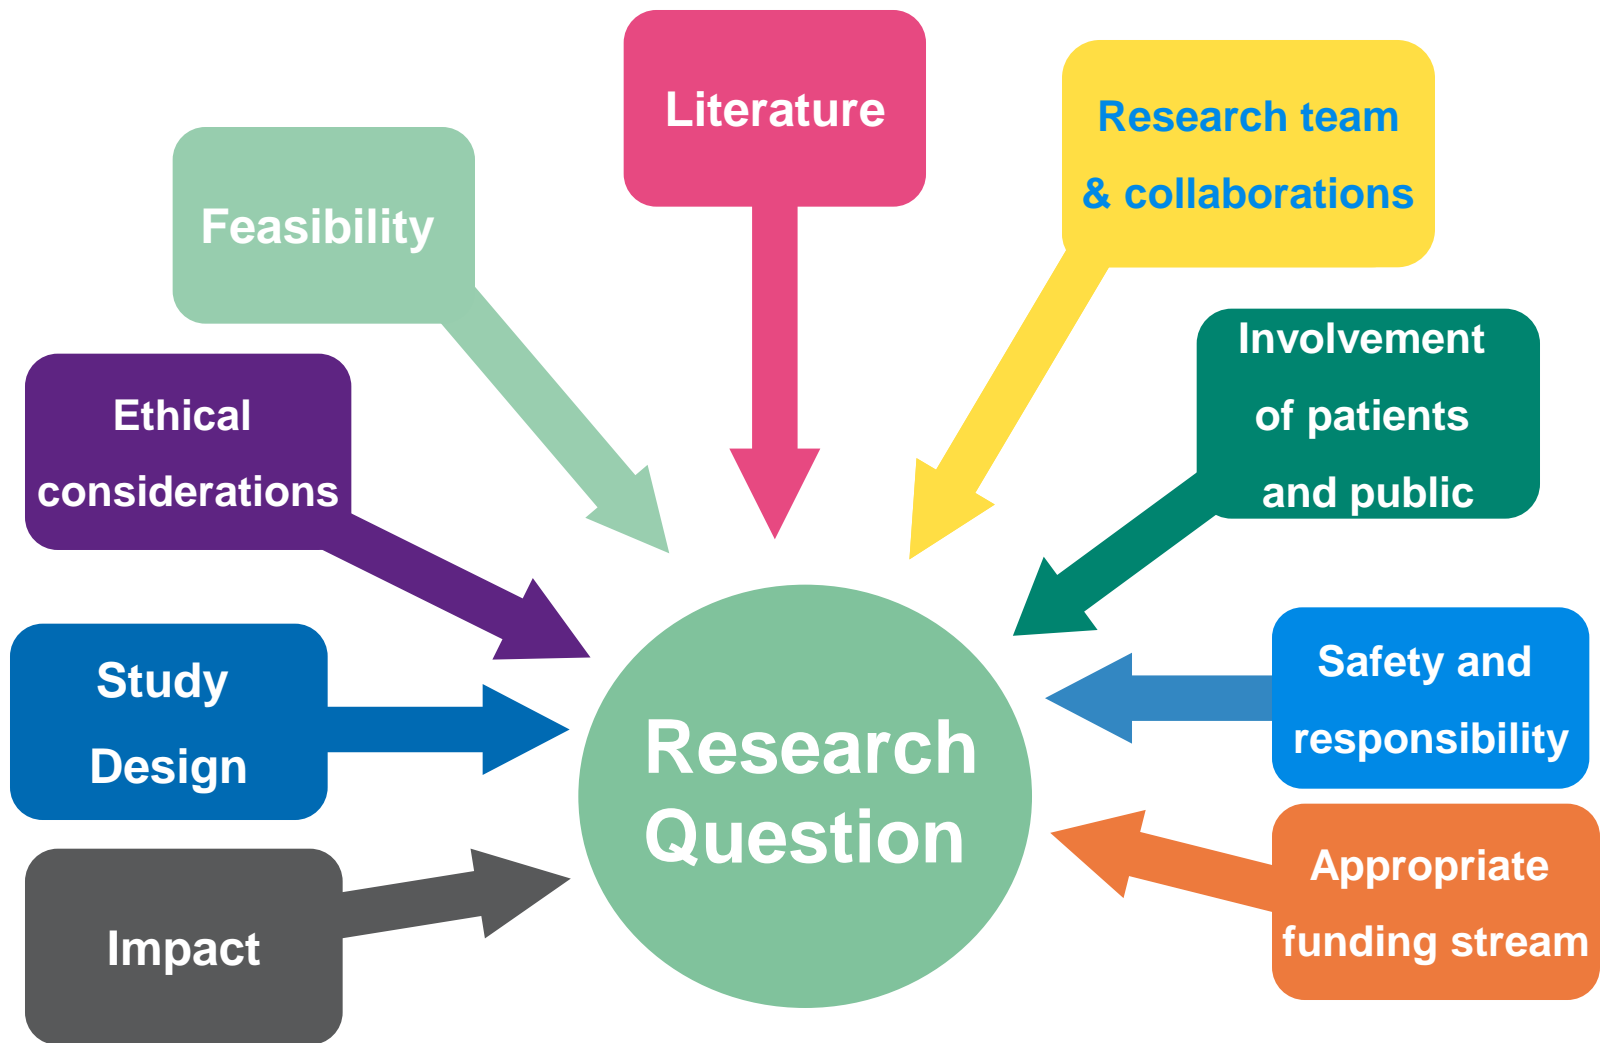 Literature
Research team
& collaborations
Feasibility
Involvement
of patients
and public
Ethical
considerations
Safety and
responsibility
Study
Design
Research
Question
Appropriate
funding stream
Impact